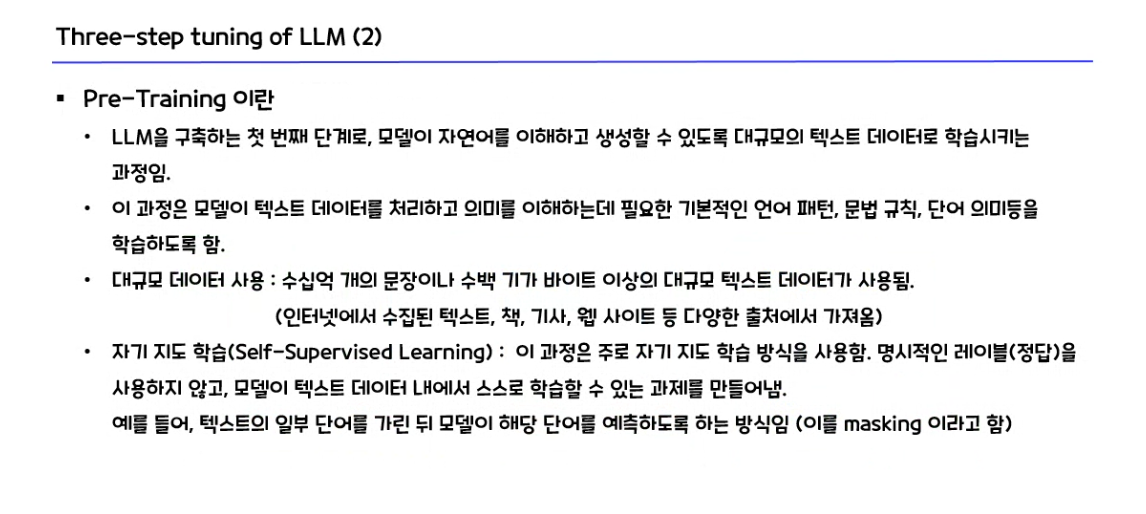 Three-step tuning of LLM (2)
▪ Pre-Training 이란
• LLM을 구축하는 첫 번째 단계로, 모델이 자연어를 이해하고 생성할 수 있도록 대규모의 텍스트 데이터로 학습시키는
과정임.
• 이 과정은 모델이 텍스트 데이터를 처리하고 의미를 이해하는데 필요한 기본적인 언어 패턴, 문법 규칙, 단어 의미등을
학습하도록 함.
• 대규모 데이터 사용 : 수십억 개의 문장이나 수백 기가 바이트 이상의 대규모 텍스트 데이터가 사용됨.
(인터넷에서 수집된 텍스트, 책, 기사, 웹 사이트 등 다양한 출처에서 가져옴)
• 자기 지도 학습(Self-Supervised Learning) : 이 과정은 주로 자기 지도 학습 방식을 사용함. 명시적인 레이블(정답)을
사용하지 않고, 모델이 텍스트 데이터 내에서 스스로 학습할 수 있는 과제를 만들어냄.
예를 들어, 텍스트의 일부 단어를 가린 뒤 모델이 해당 단어를 예측하도록 하는 방식임 (이를 masking 이라고 함)